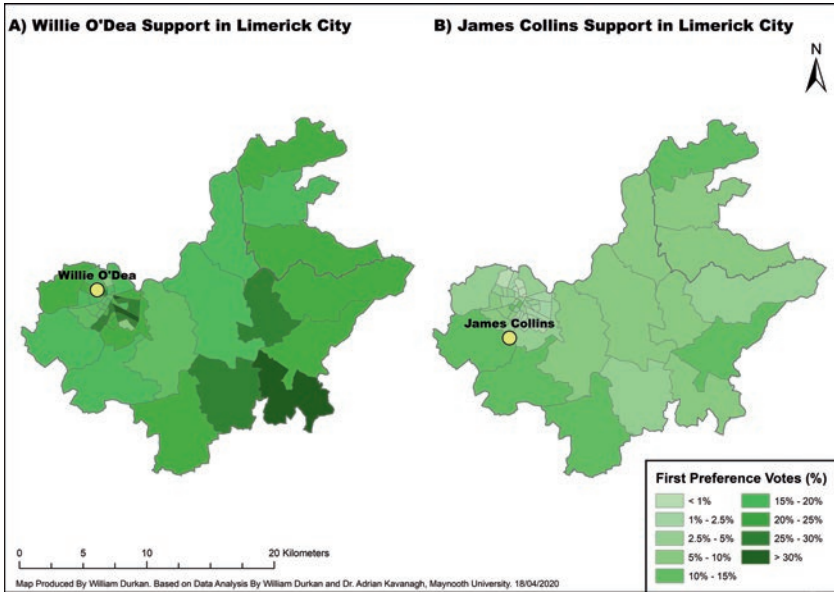 A) Willie O'Dea Support in Limerick City
B) James Collins Support in Limerick City
N
Willie O'Dea
James Collins
First Preference Votes (%)
< 1%
1% - 2.5%
2.5% - 5%
5% - 10%
10% - 15%
15% - 20%
20% - 25%
25% - 30%
> 30%
0 5 10 20 Kilometers
Map Produced By William Durkan. Based on Data Analysis By William Durkan and Dr. Adrian Kavanagh, Maynooth University. 18/04/2020